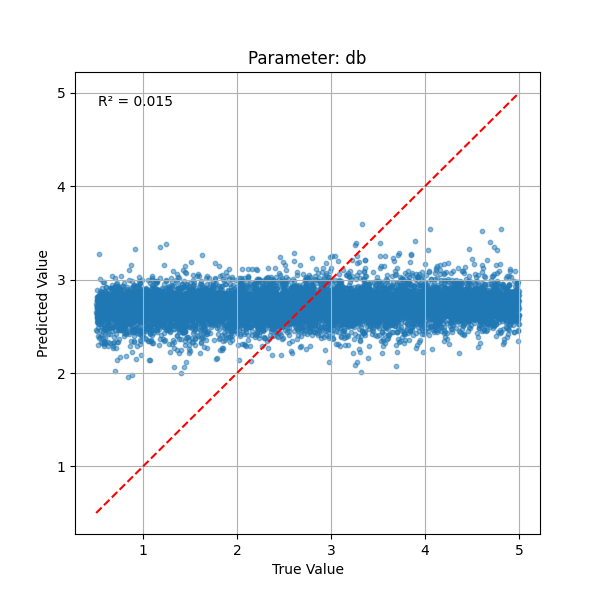 Parameter: db
R² = 0.015
5
4
3
2
1
Predicted Value
1 2 3 4 5
True Value